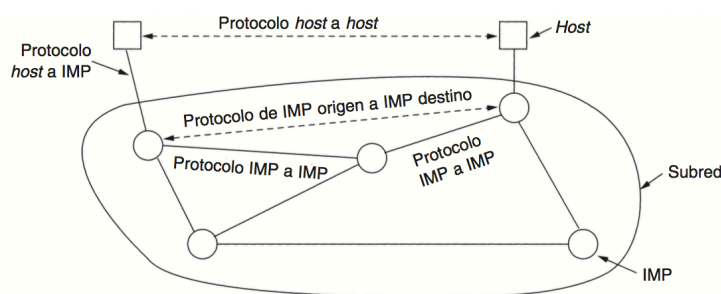 Protocolo host a host
Host
Protocolo
host a IMP
Protocolo de IMP origen a IMP destino
Protocolo IMP a IMP
Protocolo
IMP a IMP
Subred
IMP